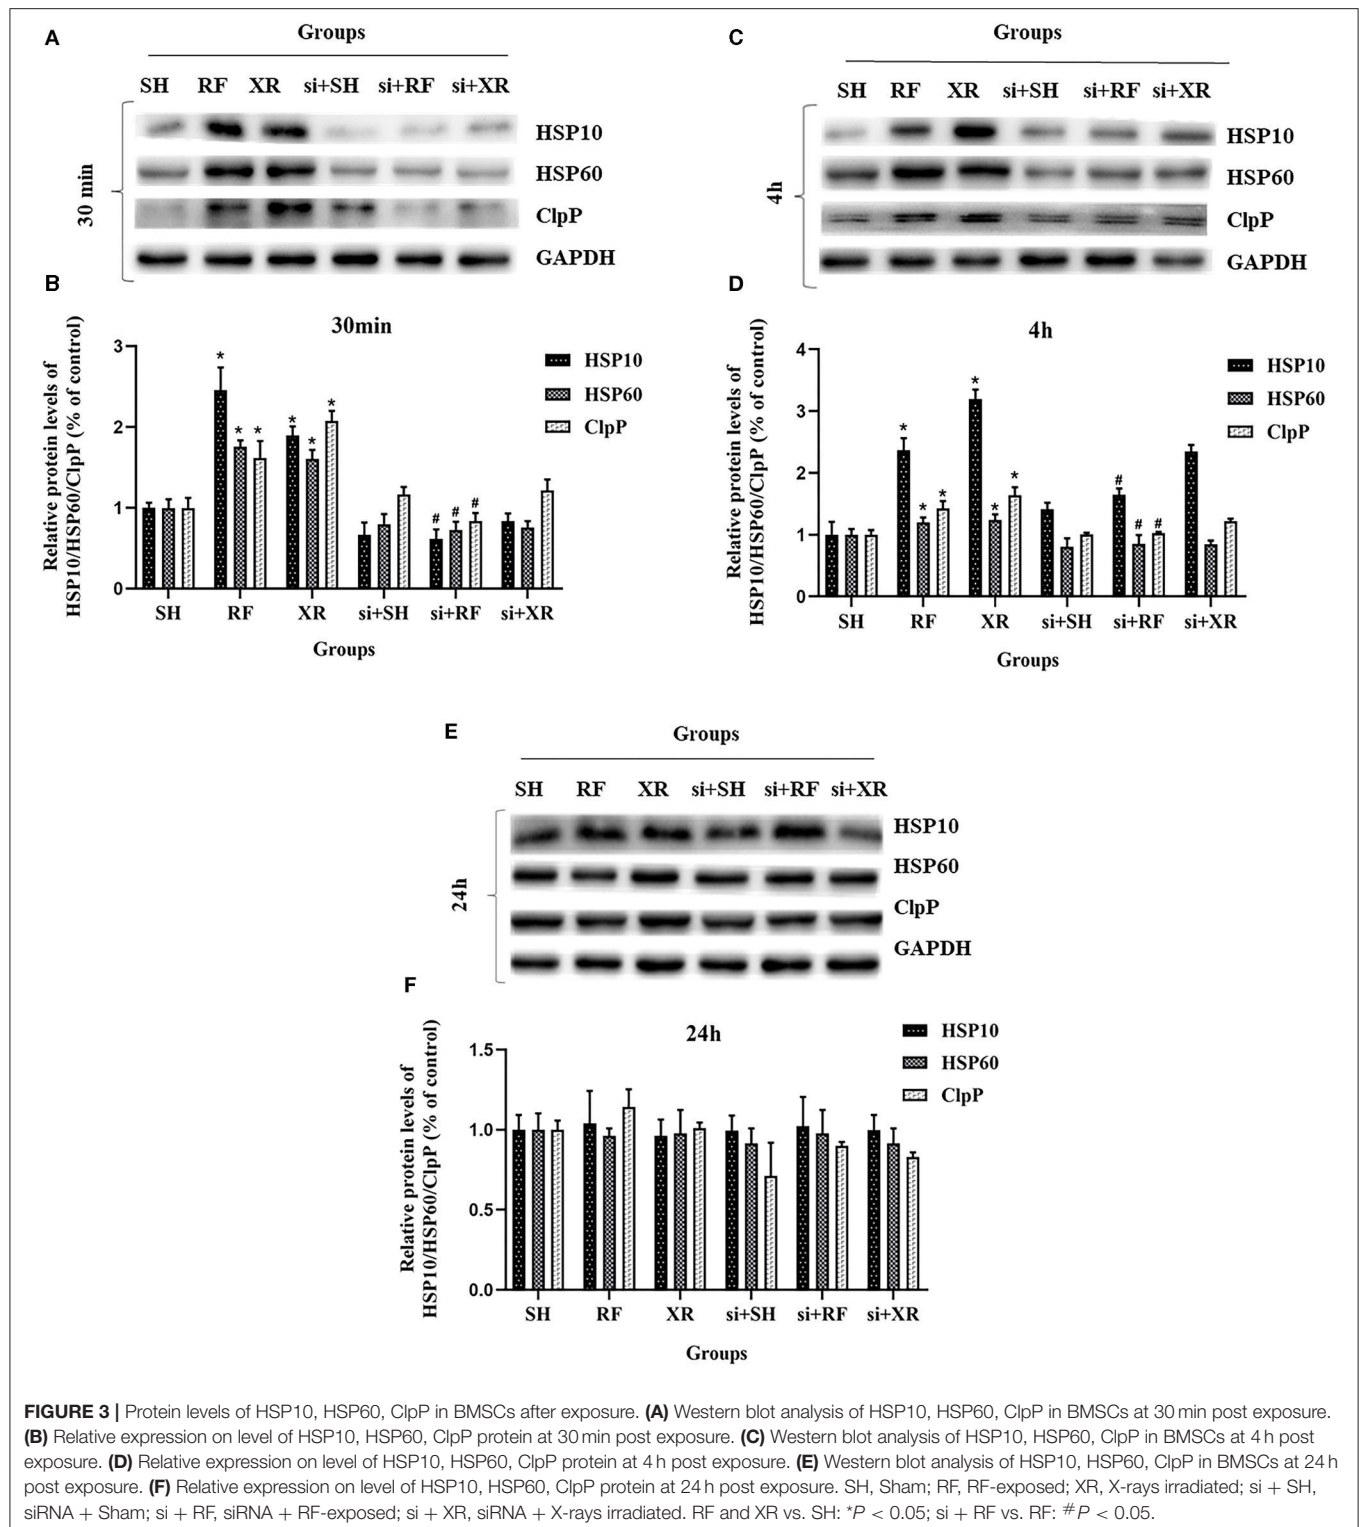 A
Groups
SH RF XR si+SH si+RF si+XR
30 min
HSP10
HSP60
ClpP
GAPDH
B
30min
Relative protein levels of
HSP10/HSP60/ClpP (% of control)
3
2
1
0
* * * * * * # # #
HSP10
HSP60
ClpP
SH RF XR si+SH si+RF si+XR
Groups
C
Groups
SH RF XR si+SH si+RF si+XR
4h
HSP10
HSP60
ClpP
GAPDH
D
4h
Relative protein levels of
HSP10/HSP60/ClpP (% of control)
4
3
2
1
0
* * * * * * # # #
HSP10
HSP60
ClpP
SH RF XR si+SH si+RF si+XR
Groups
E
Groups
SH RF XR si+SH si+RF si+XR
24h
HSP10
HSP60
ClpP
GAPDH
F
24h
Relative protein levels of
HSP10/HSP60/ClpP (% of control)
1.5
1.0
0.5
0.0
HSP10
HSP60
ClpP
SH RF XR si+SH si+RF si+XR
Groups
FIGURE 3 | Protein levels of HSP10, HSP60, ClpP in BMSCs after exposure. (A) Western blot analysis of HSP10, HSP60, ClpP in BMSCs at 30 min post exposure.
(B) Relative expression on level of HSP10, HSP60, ClpP protein at 30 min post exposure. (C) Western blot analysis of HSP10, HSP60, ClpP in BMSCs at 4 h post
exposure. (D) Relative expression on level of HSP10, HSP60, ClpP protein at 4 h post exposure. (E) Western blot analysis of HSP10, HSP60, ClpP in BMSCs at 24 h
post exposure. (F) Relative expression on level of HSP10, HSP60, ClpP protein at 24 h post exposure. SH, Sham; RF, RF-exposed; XR, X-rays irradiated; si + SH,
siRNA + Sham; si + RF, siRNA + RF-exposed; si + XR, siRNA + X-rays irradiated. RF and XR vs. SH: *P < 0.05; si + RF vs. RF: #P < 0.05.